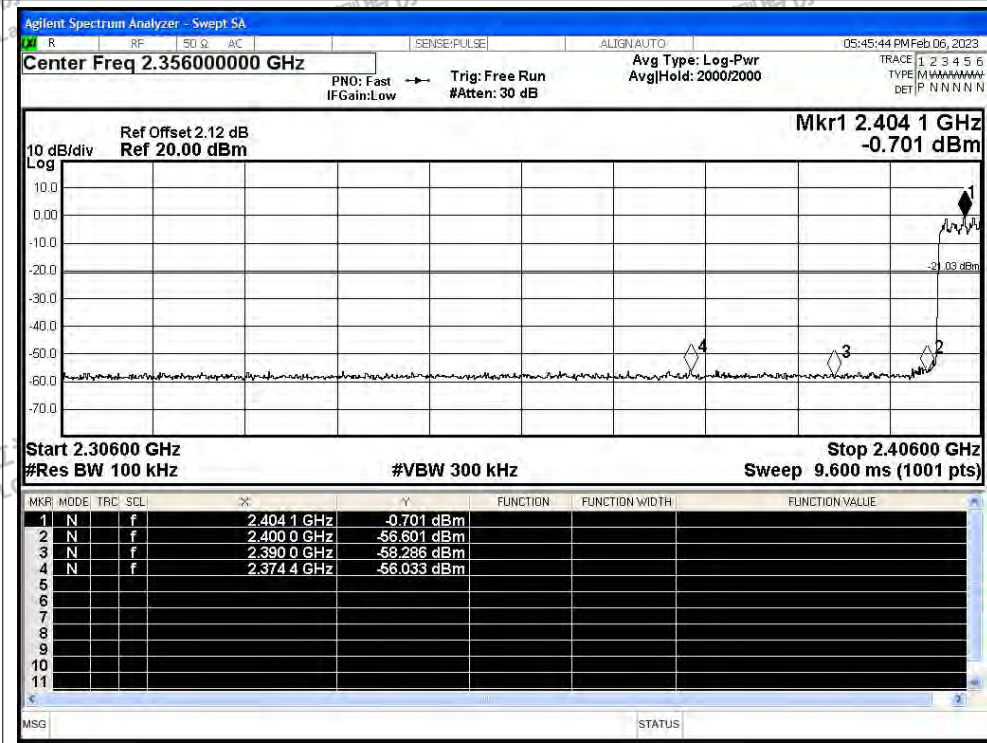 Agilent Spectrum Analyzer - Swept SA
LXI R RF 50 Ω AC SENSE:PULSE ALIGNAUTO 05:45:44 PM Feb 06, 2023
Center Freq 2.356000000 GHz
PNO: Fast
IFGain:Low
Trig: Free Run
#Atten: 30 dB
Avg Type: Log-Pwr
Avg|Hold: 2000/2000
TRACE 1 2 3 4 5 6
TYPE MWWWWW
DET P N N N N N
Mkr1 2.404 1 GHz
-0.701 dBm
Ref Offset 2.12 dB
10 dB/div Ref 20.00 dBm
Log
10.0
0.00
-10.0
-20.0
-30.0
-40.0
-50.0
-60.0
-70.0
1
-21.03 dBm
4
3
2
Start 2.30600 GHz Stop 2.40600 GHz
#Res BW 100 kHz #VBW 300 kHz Sweep 9.600 ms (1001 pts)
MKR MODE TRC SCL X Y FUNCTION FUNCTION WIDTH FUNCTION VALUE
1 N f 2.404 1 GHz -0.701 dBm
2 N f 2.400 0 GHz -56.601 dBm
3 N f 2.390 0 GHz -58.286 dBm
4 N f 2.374 4 GHz -56.033 dBm
5
6
7
8
9
10
11
MSG STATUS